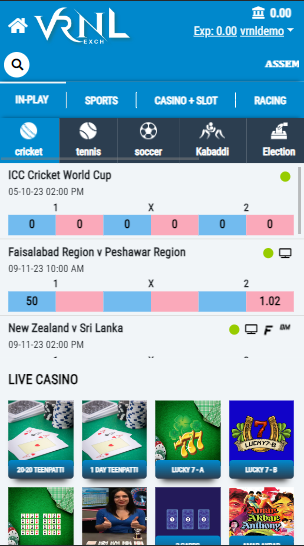 VRNL
EXCH
0.00
Exp: 0.00 vrnldemo
ASSEM
IN-PLAY
SPORTS
CASINO + SLOT
RACING
cricket
tennis
soccer
Kabaddi
Election
ICC Cricket World Cup
05-10-23 02:00 PM
1 X 2
0 0 0 0 0 0
Faisalabad Region v Peshawar Region
09-11-23 10:00 AM
1 X 2
50 1.02
New Zealand v Sri Lanka
F BM
09-11-23 02:00 PM
1 X 2
LIVE CASINO
20-20 TEENPATTI
1 DAY TEENPATTI
LUCKY 7 - A
LUCKY 7 - B
Amar
Akbar
Anthony